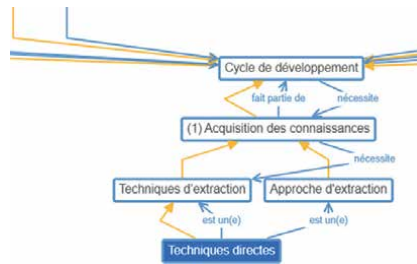 Cycle de développement
fait partie de
nécessite
(1) Acquisition des connaissances
nécessite
Techniques d'extraction
Approche d'extraction
est un(e)
est un(e)
Techniques directes